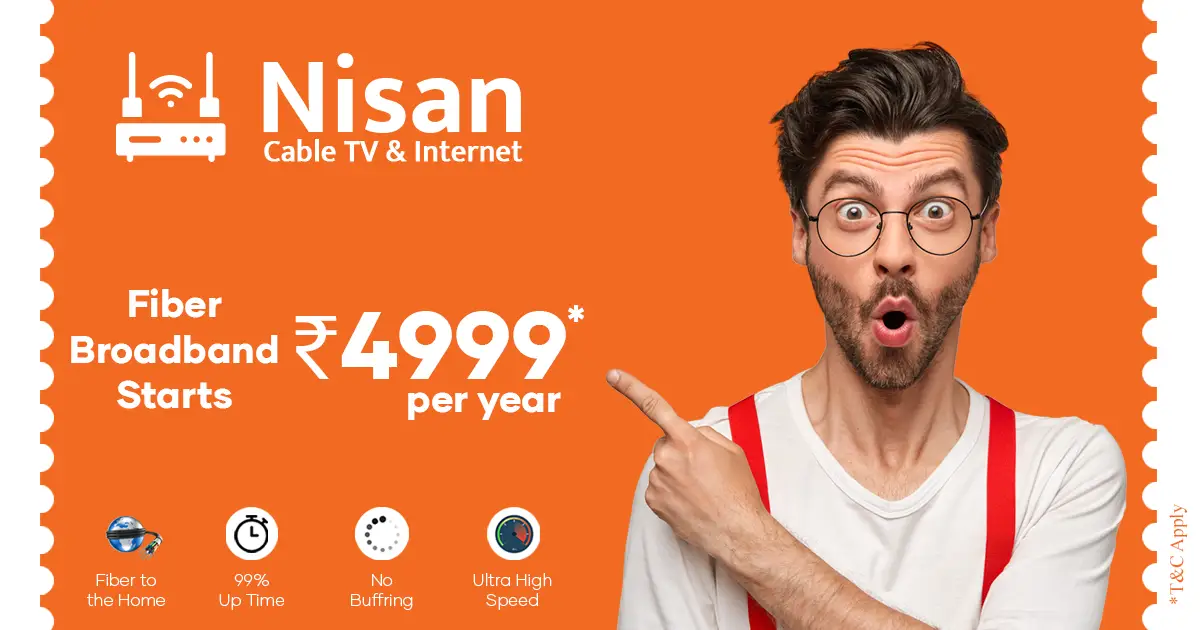 Nisan
Cable TV & Internet
Fiber
Broadband
Starts
₹4999*
per year
Fiber to
the Home
99%
Up Time
No
Buffring
Ultra High
Speed
*T&C Apply